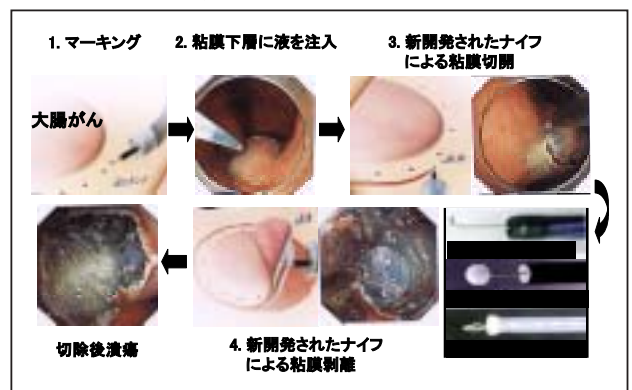 1. マーキング
2. 粘膜下層に液を注入
3. 新開発されたナイフ
による粘膜切開
大腸がん
4. 新開発されたナイフ
による粘膜剥離
切除後潰瘍